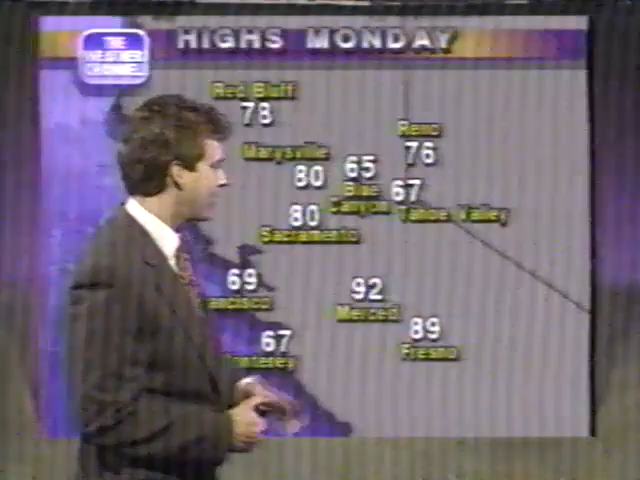 THE
WEATHER
CHANNEL
HIGHS MONDAY
Red Bluff
78
Reno
76
Marysville
80
65
Blue
Canyon
67
Tahoe Valley
80
Sacramento
69
ancisco
92
Merced
67
onterey
89
Fresno